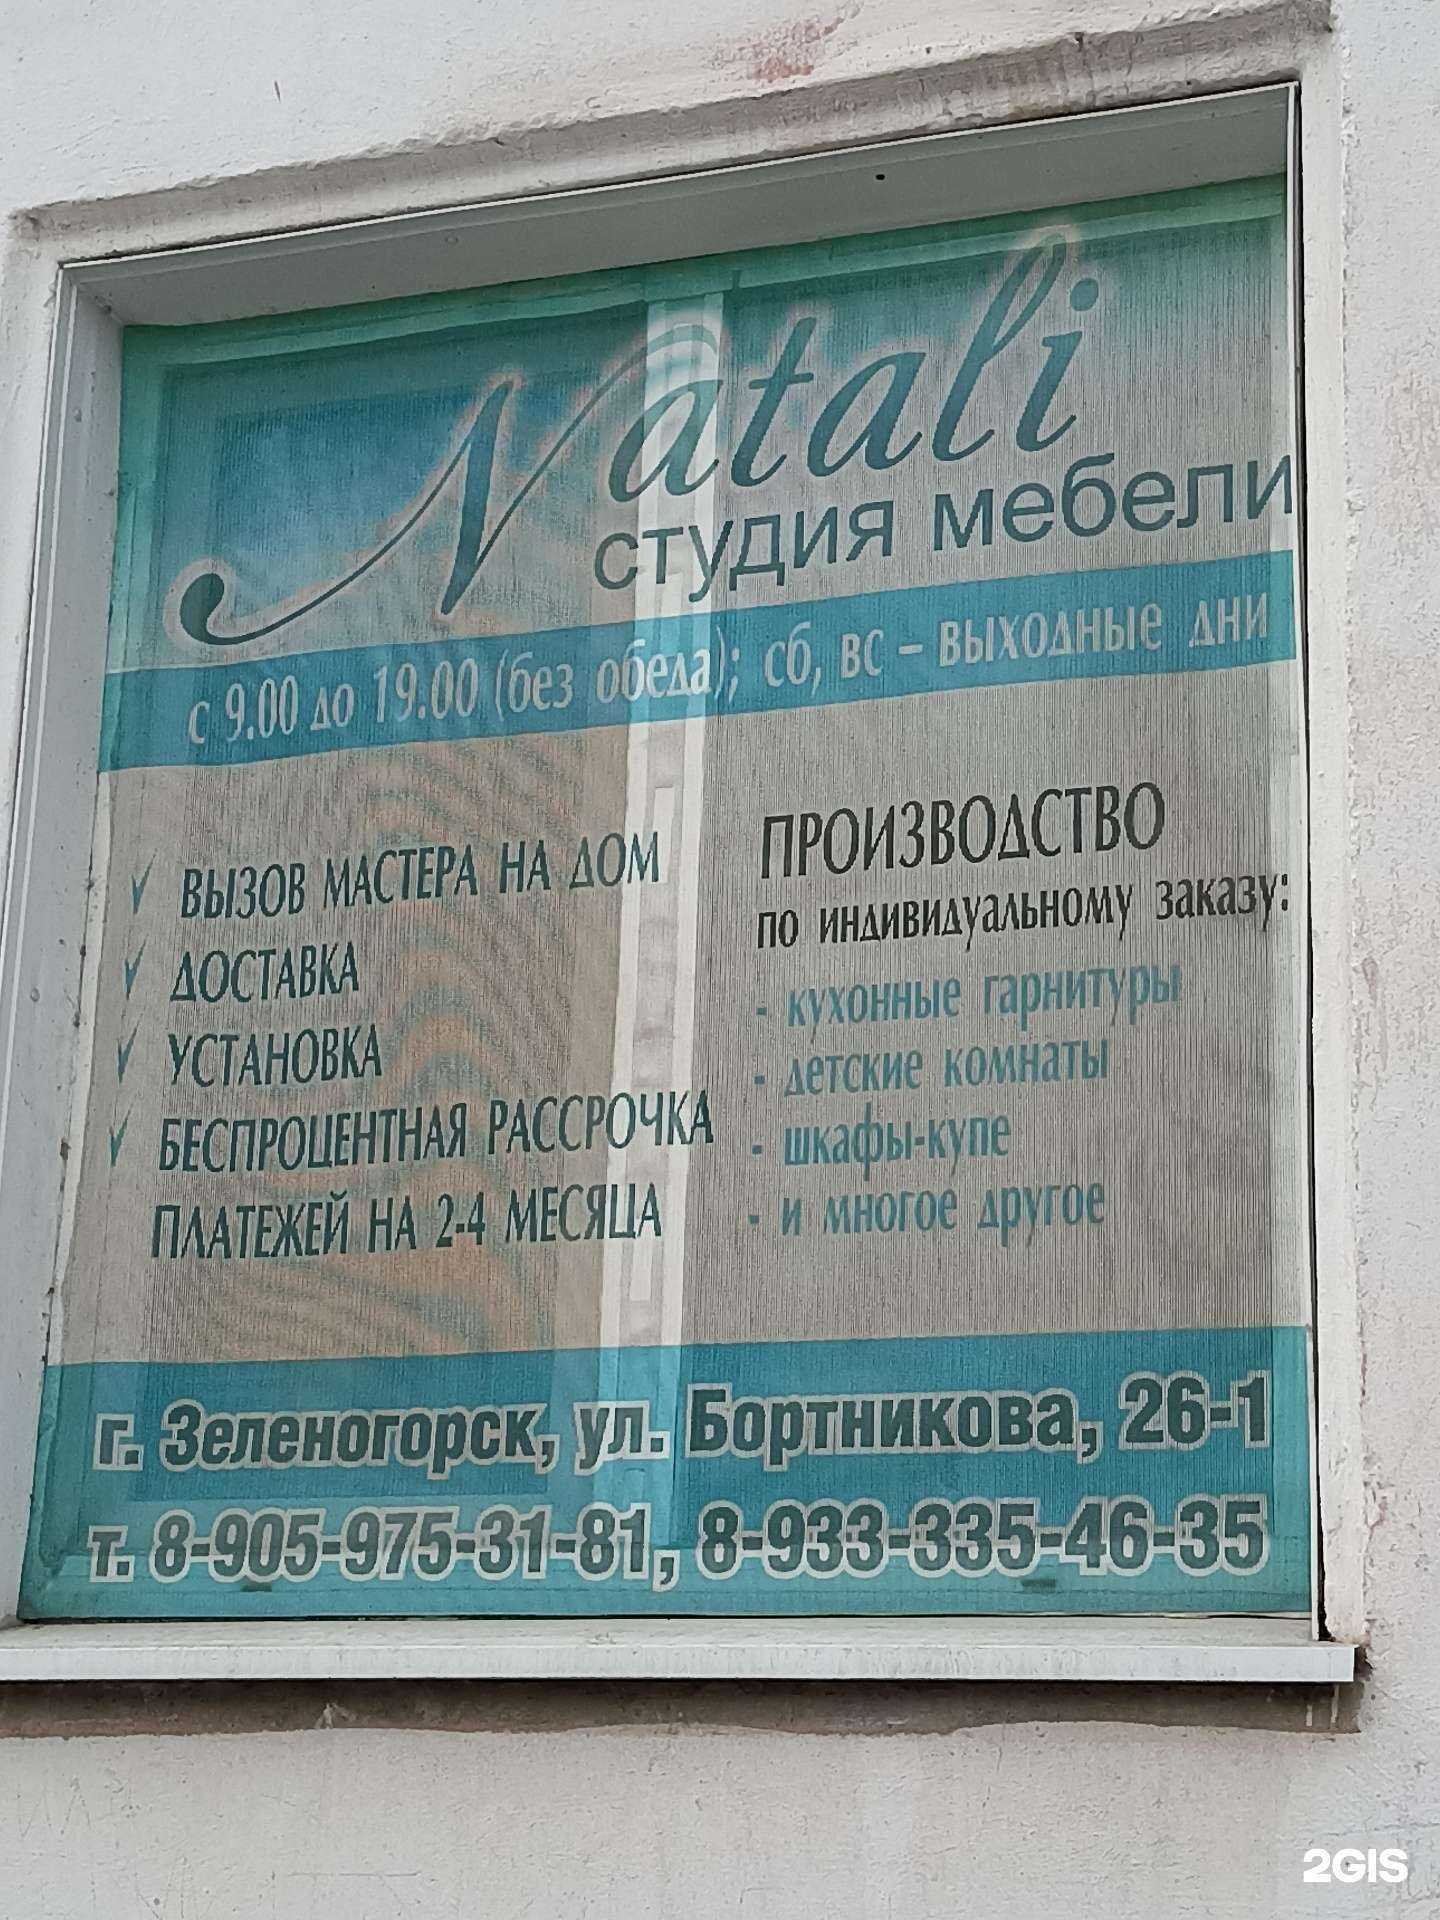 Natali
студия мебели
с 9.00 до 19.00 (без обеда); сб, вс – выходные дни
ВЫЗОВ МАСТЕРА НА ДОМ
ДОСТАВКА
УСТАНОВКА
БЕСПРОЦЕНТНАЯ РАССРОЧКА
ПЛАТЕЖЕЙ НА 2-4 МЕСЯЦА
ПРОИЗВОДСТВО
по индивидуальному заказу:
- кухонные гарнитуры
- детские комнаты
- шкафы-купе
- и многое другое
г. Зеленогорск, ул. Бортникова, 26-1
т. 8-905-975-31-81, 8-933-335-46-35
2GIS